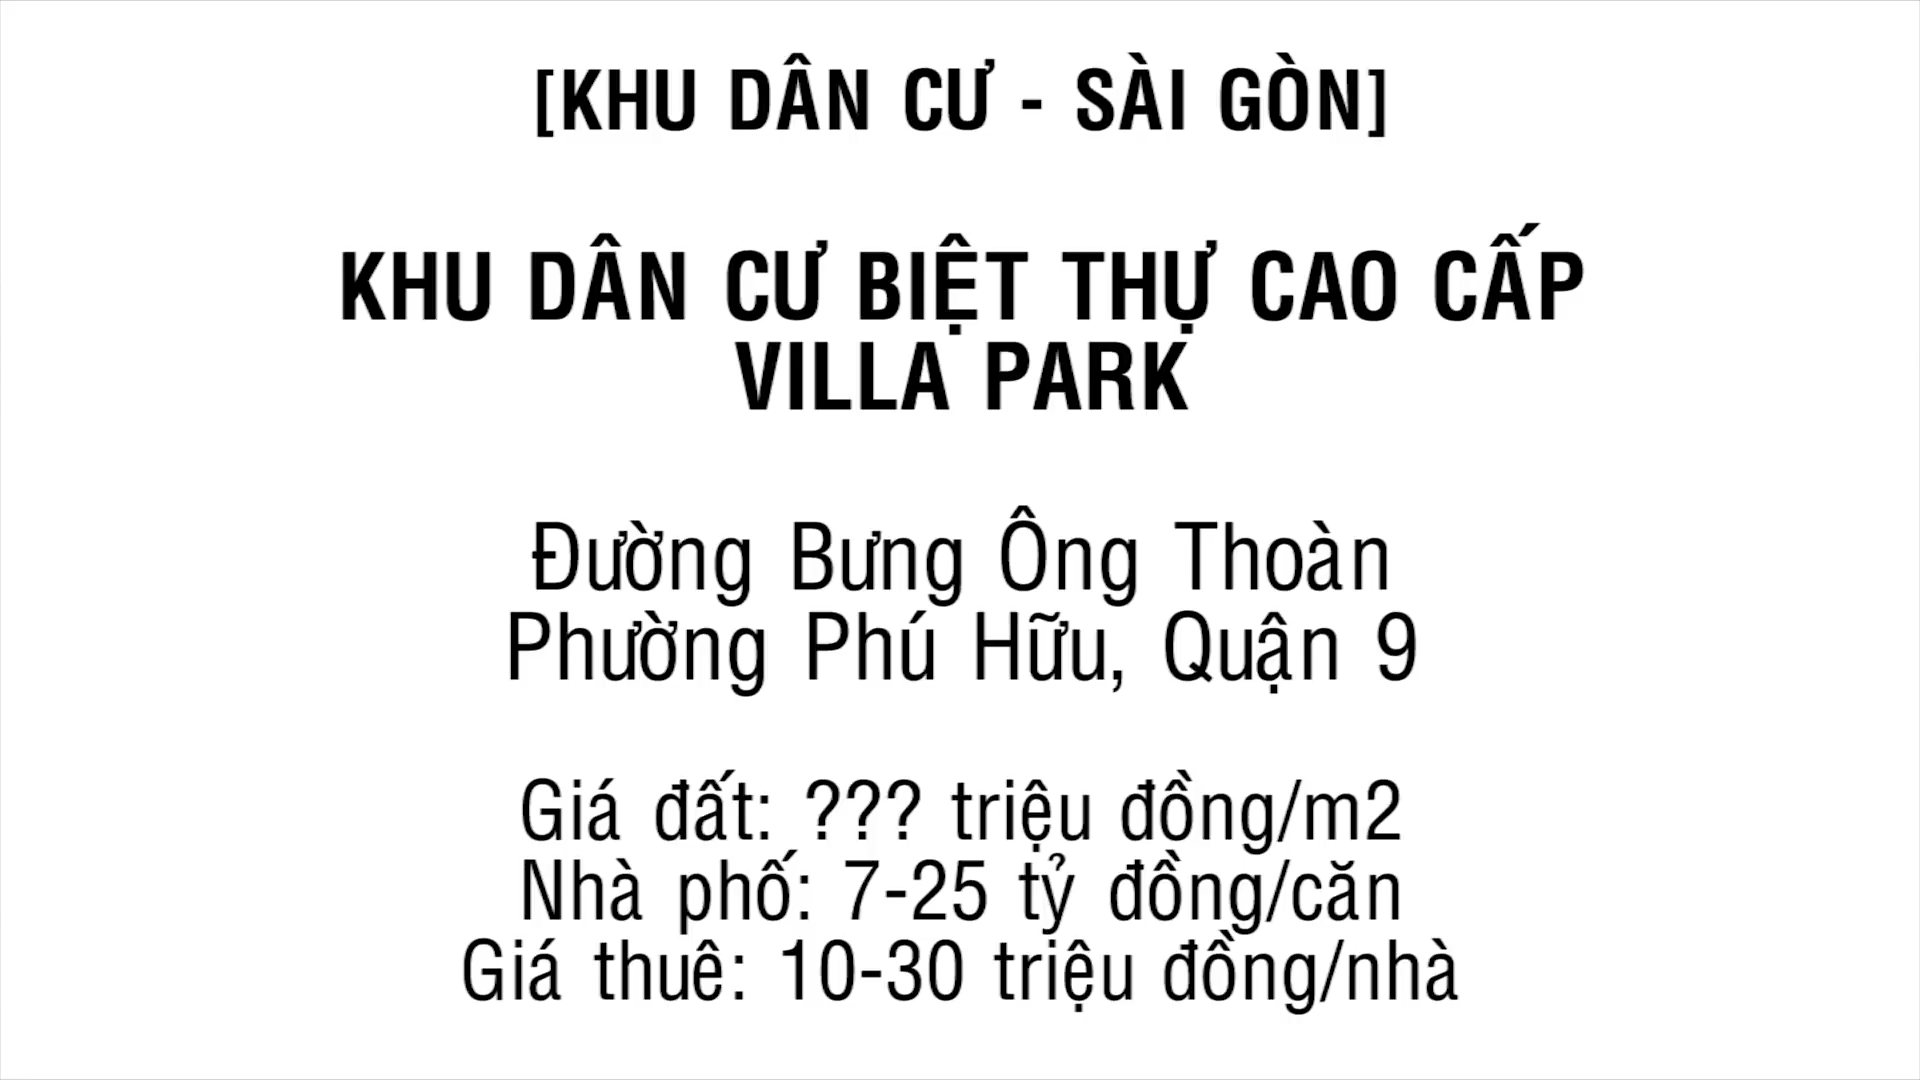 [KHU DÂN CƯ - SÀI GÒN]
KHU DÂN CƯ BIỆT THỰ CAO CẤP
VILLA PARK
Đường Bưng Ông Thoàn
Phường Phú Hữu, Quận 9
Giá đất: ??? triệu đồng/m2
Nhà phố: 7-25 tỷ đồng/căn
Giá thuê: 10-30 triệu đồng/nhà